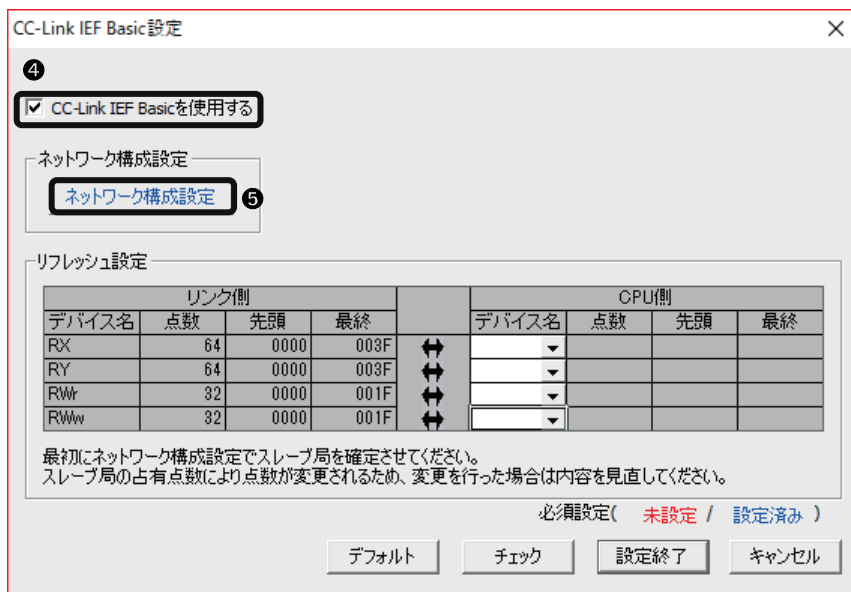 CC-Link IEF Basic設定
❹
CC-Link IEF Basicを使用する
ネットワーク構成設定
ネットワーク構成設定 ❺
リフレッシュ設定
リンク側 CPU側
デバイス名 点数 先頭 最終 デバイス名 点数 先頭 最終
RX 64 0000 003F
RY 64 0000 003F
RWr 32 0000 001F
RWw 32 0000 001F
最初にネットワーク構成設定でスレーブ局を確定させてください。
スレーブ局の占有点数により点数が変更されるため、変更を行った場合は内容を見直してください。
必須設定( 未設定 / 設定済み )
デフォルト チェック 設定終了 キャンセル